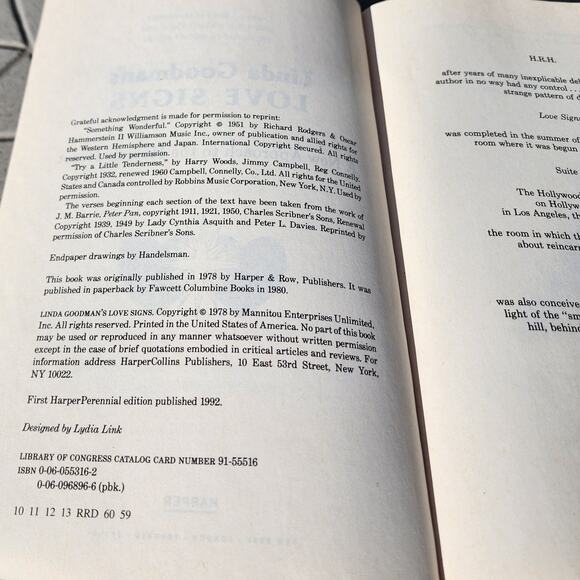 Grateful acknowledgment is made for permission to reprint:
"Something Wonderful." Copyright © 1951 by Richard Rodgers & Oscar
Hammerstein II Williamson Music Inc., owner of publication and allied rights for
the Western Hemisphere and Japan. International Copyright Secured. All rights
reserved. Used by permission.
"Try a Little Tenderness," by Harry Woods, Jimmy Campbell, Reg Connelly,
Copyright 1932, renewed 1960 Campbell, Connelly, Co., Ltd. All rights for the United
States and Canada controlled by Robbins Music Corporation, New York, N.Y. Used by
permission.
The verses beginning each section of the text have been taken from the work of
J. M. Barrie, Peter Pan, copyright 1911, 1921, 1950, Charles Scribner's Sons, Renewal
Copyright 1939, 1949 by Lady Cynthia Asquith and Peter L. Davies. Reprinted by
permission of Charles Scribner's Sons.
Endpaper drawings by Handelsman.
This book was originally published in 1978 by Harper & Row, Publishers. It was
published in paperback by Fawcett Columbine Books in 1980.
LINDA GOODMAN'S LOVE SIGNS. Copyright © 1978 by Mannitou Enterprises Unlimited,
Inc. All rights reserved. Printed in the United States of America. No part of this book
may be used or reproduced in any manner whatsoever without written permission
except in the case of brief quotations embodied in critical articles and reviews. For
information address HarperCollins Publishers, 10 East 53rd Street, New York,
NY 10022.
First HarperPerennial edition published 1992.
Designed by Lydia Link
LIBRARY OF CONGRESS CATALOG CARD NUMBER 91-55516
ISBN 0-06-055316-2
0-06-096896-6 (pbk.)
10 11 12 13 RRD 60 59
H.R.H.
after years of many inexplicable
author in no way had any control . . .
strange pattern of
Love
was completed in the summer of
room where it was begun
Suite
The Hollywood
on Hollywood
in Los Angeles,
the room in which
about
was also
light of the
hill,